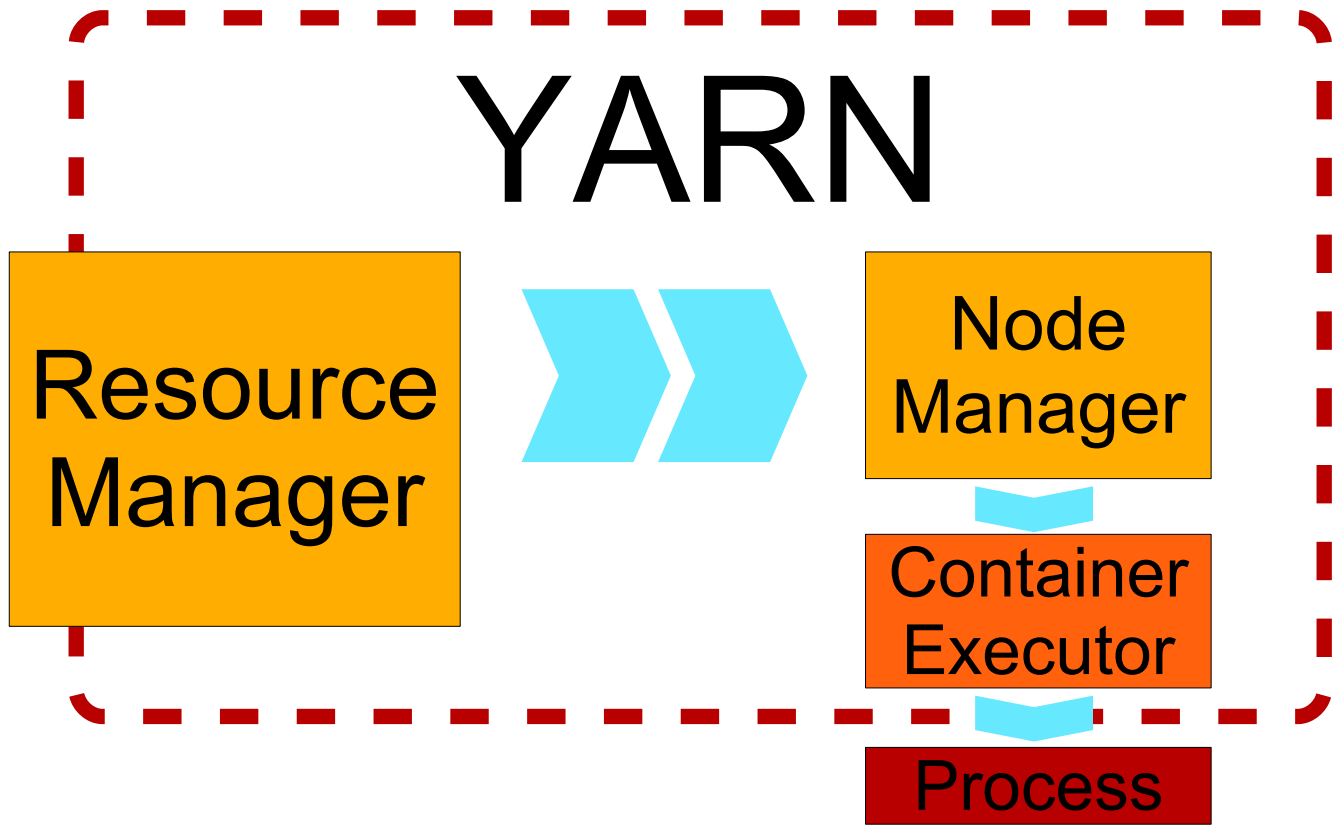 YARN
Resource
Manager
Node
Manager
Container
Executor
Process